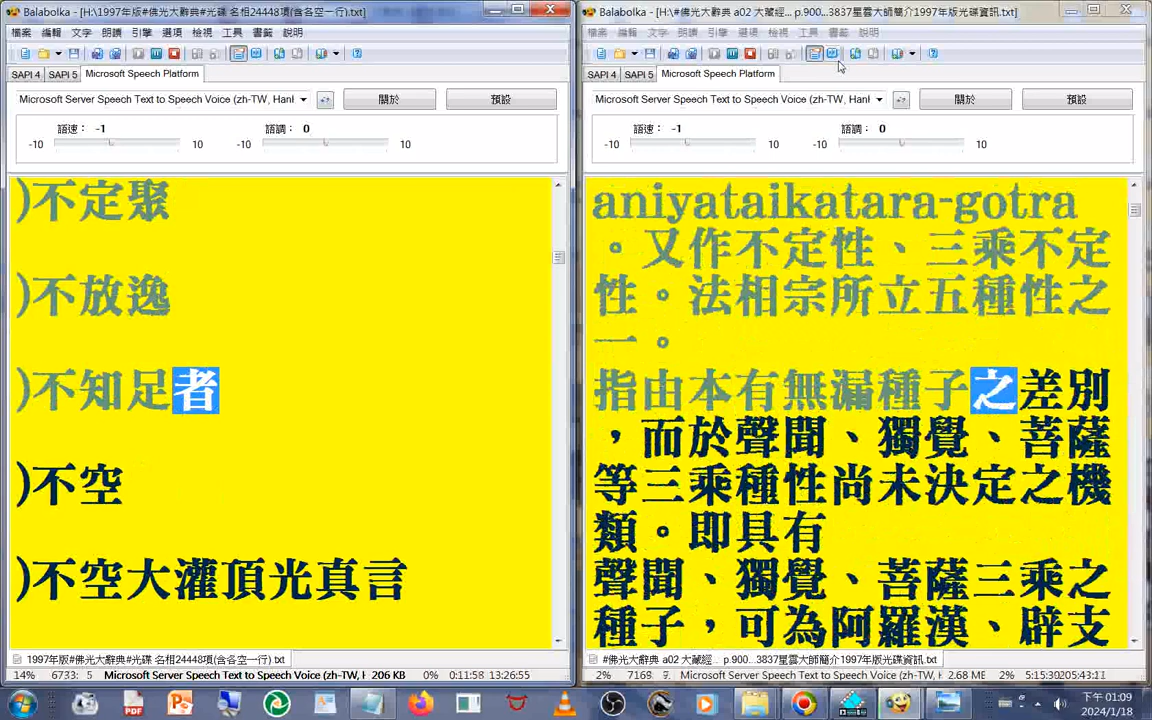 Balabolka - [H:\1997年版#佛光大辭典#光碟 名相24448項(含各空一行).txt]
檔案 編輯 文字 朗讀 引擎 選項 檢視 工具 書籤 說明
SAPI 4 SAPI 5 Microsoft Speech Platform
Microsoft Server Speech Text to Speech Voice (zh-TW, Hanl
關於 預設
語速： -1 語調： 0
-10 10 -10 10
)不定聚
)不放逸
)不知足者
)不空
)不空大灌頂光真言
1997年版#佛光大辭典#光碟 名相24448項(含各空一行).txt
14% 6733: 5 Microsoft Server Speech Text to Speech Voice (zh-TW, H 206 KB 0% 0:11:58 13:26:55
Balabolka - [H:\#佛光大辭典 a02 大藏經... p.900...3837星雲大師簡介1997年版光碟資訊.txt]
檔案 編輯 文字 朗讀 引擎 選項 檢視 工具 書籤 說明
SAPI 4 SAPI 5 Microsoft Speech Platform
Microsoft Server Speech Text to Speech Voice (zh-TW, Hanl
關於 預設
語速： -1 語調： 0
-10 10 -10 10
aniyataikatara-gotra
。又作不定性、三乘不定
性。法相宗所立五種性之
一。
指由本有無漏種子之差別
，而於聲聞、獨覺、菩薩
等三乘種性尚未決定之機
類。即具有
聲聞、獨覺、菩薩三乘之
種子，可為阿羅漢、辟支
#佛光大辭典 a02 大藏經... p.900...3837星雲大師簡介1997年版光碟資訊.txt
2% Microsoft Server Speech Text to Speech Voice (zh-TW, H 2.68 MB
下午 01:09
2024/1/18